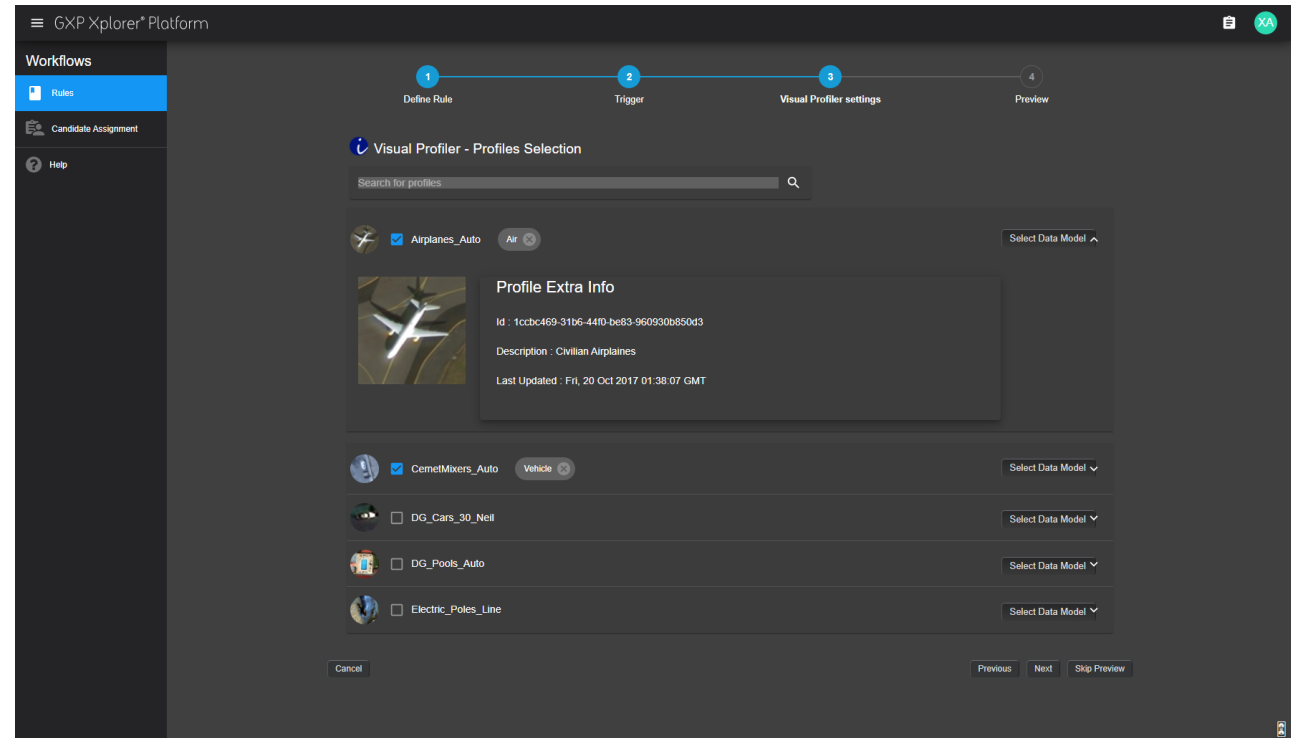 GXP Xplorer® Platform
XA
Workflows
Rules
Candidate Assignment
Help
1
2
3
4
Define Rule
Trigger
Visual Profiler settings
Preview
i Visual Profiler - Profiles Selection
Search for profiles
Airplanes_Auto Air Select Data Model
Profile Extra Info
Id : 1ccbc469-31b6-44f0-be83-960930b850d3
Description : Civilian Airplaines
Last Updated : Fri, 20 Oct 2017 01:38:07 GMT
CemetMixers_Auto Vehicle Select Data Model
DG_Cars_30_Neil Select Data Model
DG_Pools_Auto Select Data Model
Electric_Poles_Line Select Data Model
Cancel Previous Next Skip Preview